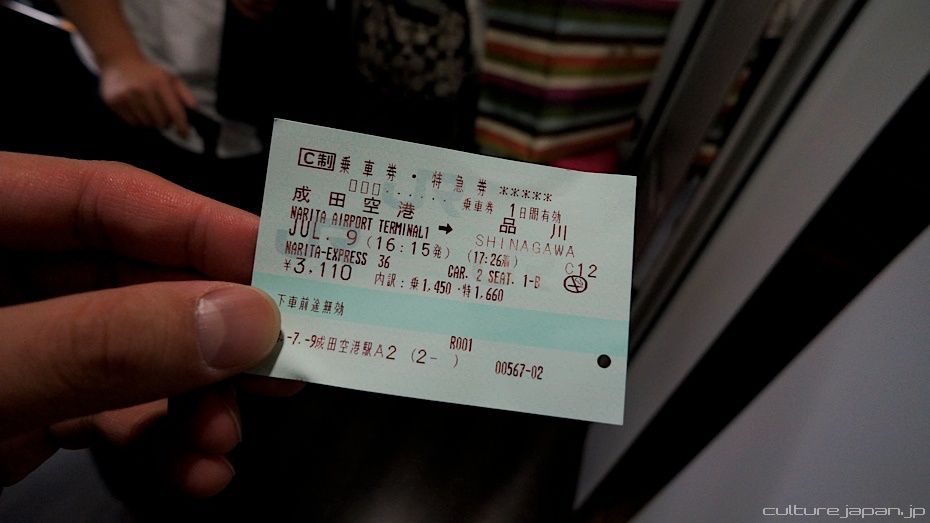 C制 乗車券・特急券 *****
乗車券 1日間有効
成田空港 → 品川
NARITA AIRPORT TERMINAL1 SHINAGAWA
JUL. 9 (16:15発) (17:26着) C12
NARITA-EXPRESS 36 CAR. 2 SEAT. 1-B
¥3,110 内訳:乗1,450・特1,660
下車前途無効
-7.-9成田空港駅A2 (2- ) R001
00567-02
culturejapan.jp